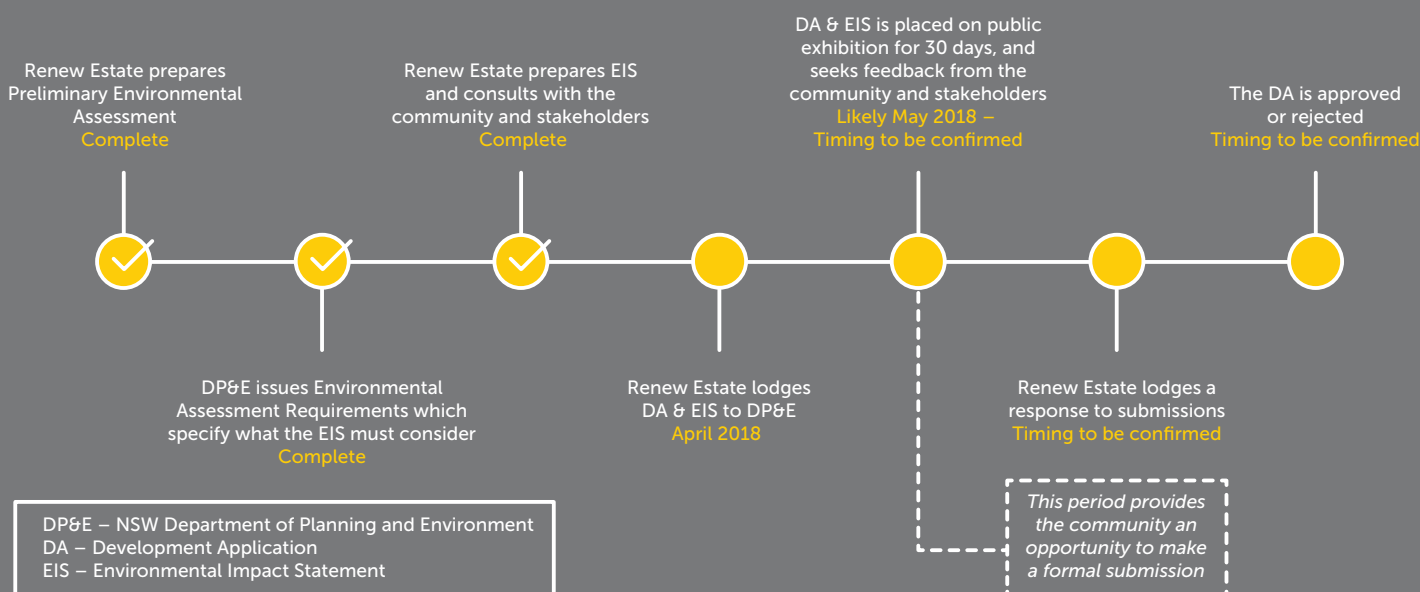 Renew Estate prepares
Preliminary Environmental
Assessment
Complete
DP&E issues Environmental
Assessment Requirements which
specify what the EIS must consider
Complete
Renew Estate prepares EIS
and consults with the
community and stakeholders
Complete
Renew Estate lodges
DA & EIS to DP&E
April 2018
DA & EIS is placed on public
exhibition for 30 days, and
seeks feedback from the
community and stakeholders
Likely May 2018 –
Timing to be confirmed
This period provides
the community an
opportunity to make
a formal submission
Renew Estate lodges a
response to submissions
Timing to be confirmed
The DA is approved
or rejected
Timing to be confirmed
DP&E – NSW Department of Planning and Environment
DA – Development Application
EIS – Environmental Impact Statement